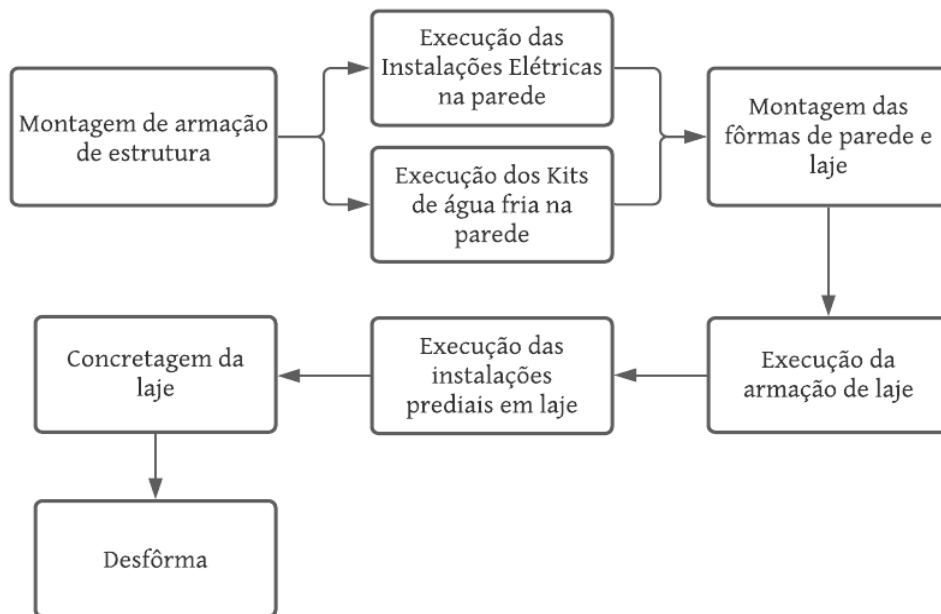 Montagem de armação
de estrutura
Execução das
Instalações Elétricas
na parede
Execução dos Kits
de água fria na
parede
Montagem das
fôrmas de parede e
laje
Execução da
armação de laje
Execução das
instalações
prediais em laje
Concretagem da
laje
Desfôrma